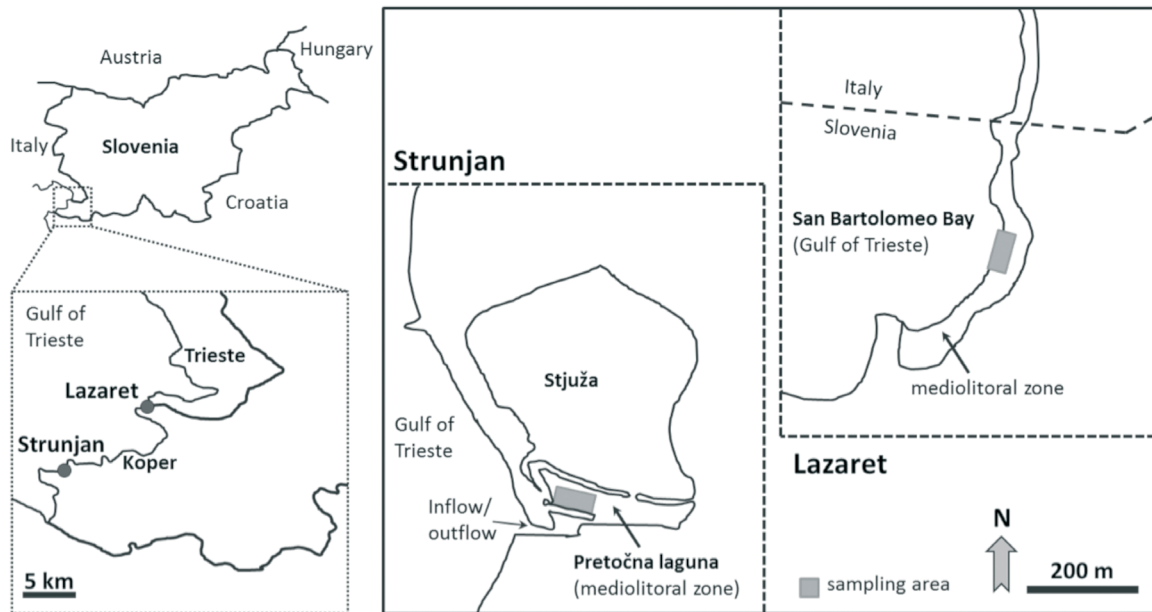 Austria
Hungary
Italy
Slovenia
Croatia
Gulf of
Trieste
Trieste
Lazaret
Strunjan
Koper
5 km
Strunjan
Stjuža
Gulf of
Trieste
Inflow/
outflow
Pretočna laguna
(mediolitoral zone)
Italy
Slovenia
San Bartolomeo Bay
(Gulf of Trieste)
mediolitoral zone
Lazaret
N
sampling area
200 m